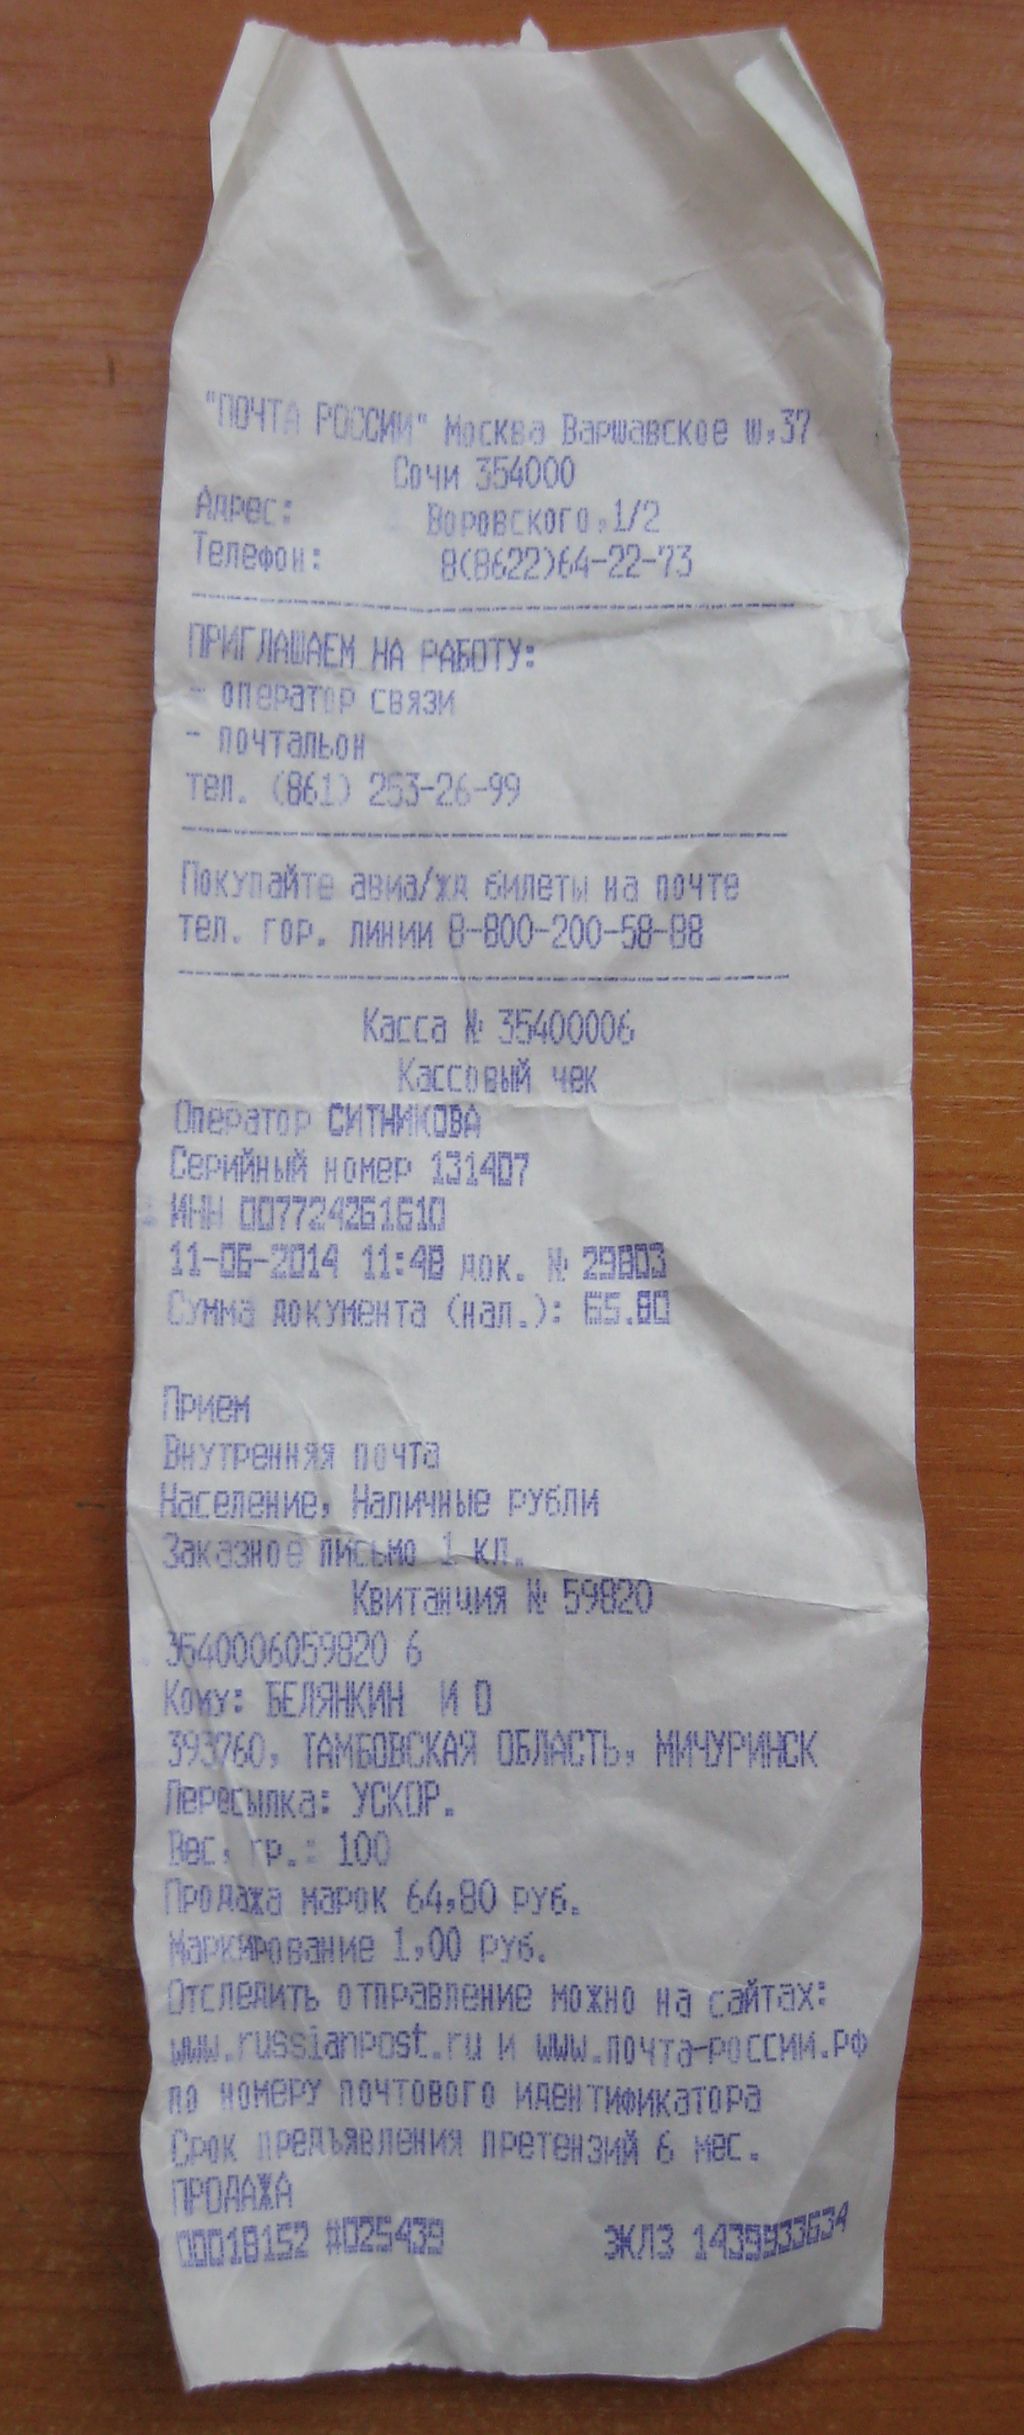 "ПОЧТА РОССИИ" Москва Варшавское ш,37
Сочи 354000
Адрес: Воровского,1/2
Телефон: 8(8622)64-22-73
ПРИГЛАШАЕМ НА РАБОТУ:
- оператор связи
- почтальон
тел. (861) 253-26-99
Покупайте авиа/жд билеты на почте
тел. гор. линии 8-800-200-58-88
Касса № 35400006
Кассовый чек
Оператор СИТНИКОВА
Серийный номер 131407
ИНН 007724261610
11-06-2014 11:48 док. № 29803
Сумма документа (нал.): 65.80
Прием
Внутренняя почта
Население, Наличные рубли
Заказное письмо 1 кл.
Квитанция № 59820
3540006059820 6
Кому: БЕЛЯНКИН И О
393760, ТАМБОВСКАЯ ОБЛАСТЬ, МИЧУРИНСК
Пересылка: УСКОР.
Вес, гр.: 100
Продажа марок 64,80 руб.
Маркирование 1,00 руб.
Отследить отправление можно на сайтах:
www.russianpost.ru и www.почта-россии.рф
по номеру почтового идентификатора
Срок предъявления претензий 6 мес.
ПРОДАЖА
00018152 #025439 ЭКЛЗ 1439933634